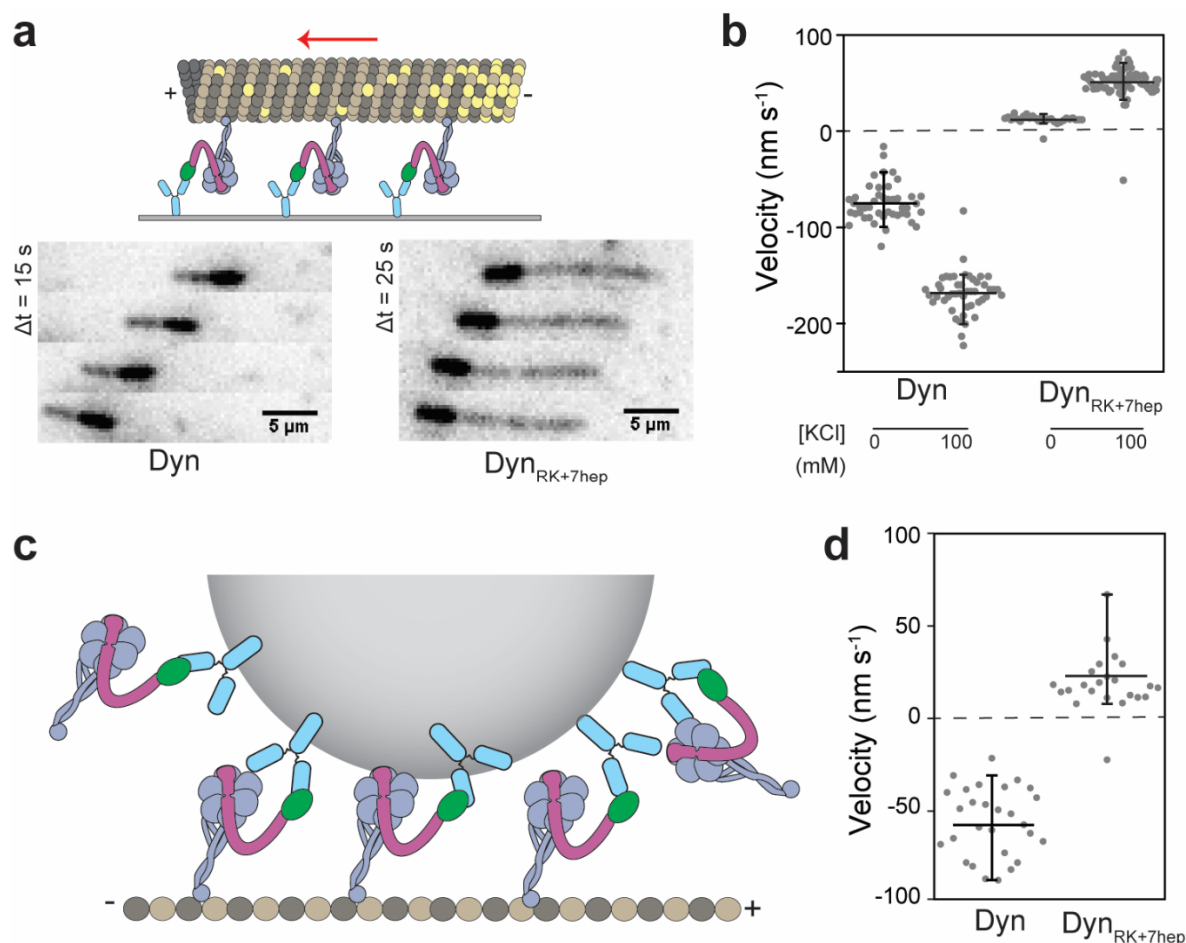 a
+
-
Δt = 15 s
5 μm
Dyn
Δt = 25 s
5 μm
DynRK+7hep
b
Velocity (nm s⁻¹)
100
0
-100
-200
Dyn
DynRK+7hep
[KCl]
(mM)
0 100 0 100
c
-
+
d
Velocity (nm s⁻¹)
100
50
0
-50
-100
Dyn
DynRK+7hep